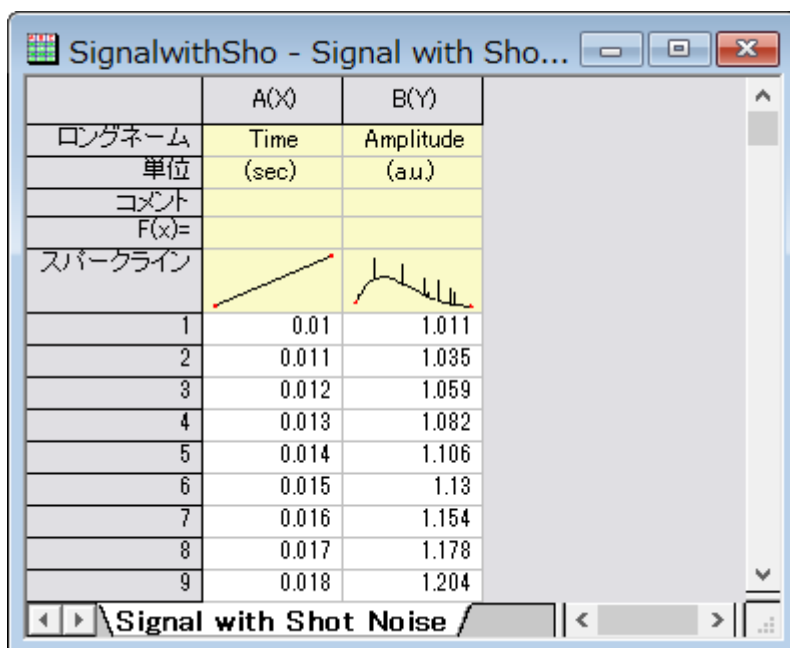 SignalwithSho - Signal with Sho...
A(X) B(Y)
ロングネーム Time Amplitude
単位 (sec) (a.u.)
コメント
F(x)=
スパークライン
1 0.01 1.011
2 0.011 1.035
3 0.012 1.059
4 0.013 1.082
5 0.014 1.106
6 0.015 1.13
7 0.016 1.154
8 0.017 1.178
9 0.018 1.204
Signal with Shot Noise